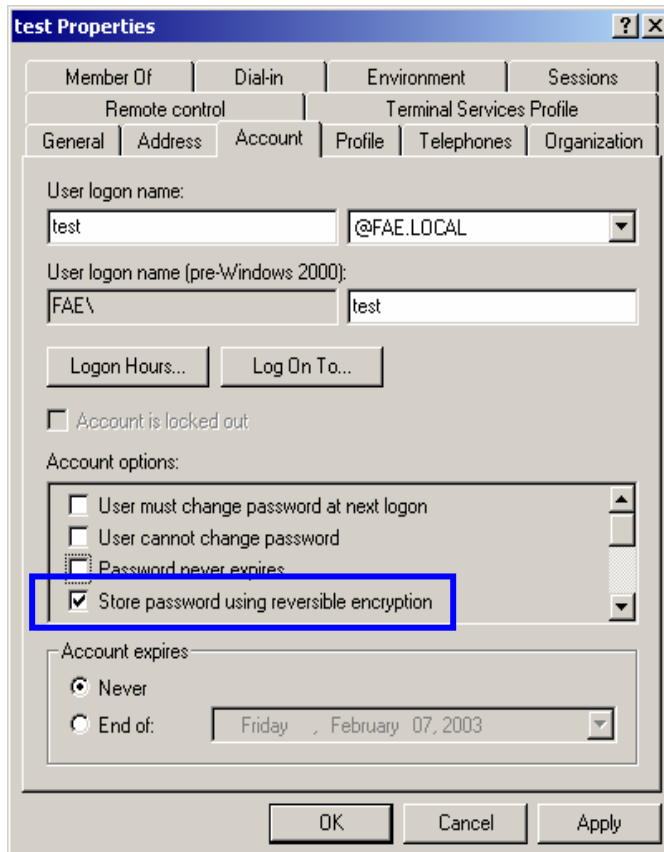 test Properties
Member Of Dial-in Environment Sessions
Remote control Terminal Services Profile
General Address Account Profile Telephones Organization
User logon name:
test @FAE.LOCAL
User logon name (pre-Windows 2000):
FAE\ test
Logon Hours... Log On To...
Account is locked out
Account options:
User must change password at next logon
User cannot change password
Password never expires
Store password using reversible encryption
Account expires
Never
End of: Friday , February 07, 2003
OK Cancel Apply